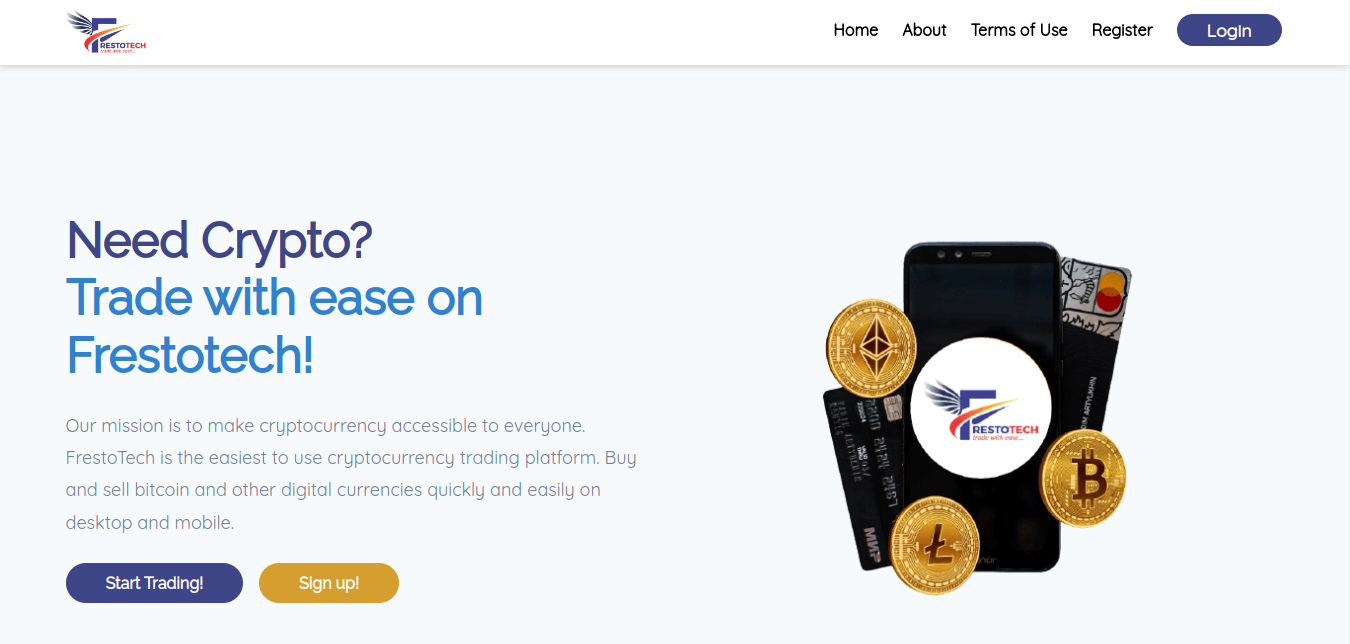 RESTOTECH
trade with ease...
Home
About
Terms of Use
Register
Login
Need Crypto?
Trade with ease on
Frestotech!
Our mission is to make cryptocurrency accessible to everyone.
FrestoTech is the easiest to use cryptocurrency trading platform. Buy
and sell bitcoin and other digital currencies quickly and easily on
desktop and mobile.
Start Trading!
Sign up!
RESTOTECH
trade with ease...
МИР